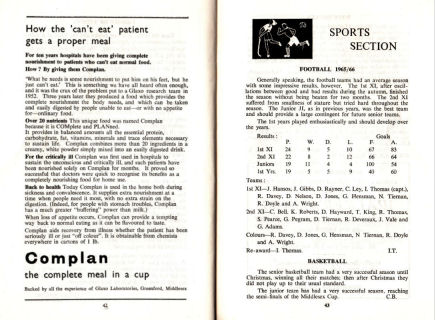 How the 'can't eat' patient
gets a proper meal
For ten years hospitals have been giving complete
nourishment to patients who can't eat normal food.
How ? By giving them Complan.
'What he needs is some nourishment to put him on his feet, but he
just can't eat.' This is something we have all heard often enough,
and it was the crux of the problem put to a Glaxo research team in
1952. Three years later they produced a food which provides the
complete nourishment the body needs, and which can be taken
and easily digested by people unable to eat—or with no appetite
for—ordinary food.
Over 20 nutrients This unique food was named Complan
because it is COMplete and PLANned.
It provides in balanced amounts all the essential protein,
carbohydrate, fat, vitamins, minerals and trace elements necessary
to sustain life. Complan combines more than 20 ingredients in a
creamy, white powder simply mixed into an easily digested drink.
For the critically ill Complan was first used in hospitals to
sustain the unconscious and critically ill, and such patients have
been nourished solely on Complan for months. It proved so
successful that doctors were quick to recognise its benefits as a
completely nourishing food for home use.
Back to health Today Complan is used in the home both during
sickness and convalescence. It supplies extra nourishment at a
time when people need it most, with no extra strain on the
digestion. (Indeed, for people with stomach troubles, Complan
has a much greater "buffering" power than milk.)
When loss of appetite occurs, Complan can provide a tempting
way back to normal eating as it can be flavoured to taste.
Complan aids recovery from illness whether the patient has been
seriously ill or just "off colour". It is obtainable from chemists
everywhere in cartons of 1 lb.
Complan
the complete meal in a cup
Backed by all the experience of Glaxo Laboratories, Greenford, Middlesex
42
SPORTS
SECTION
FOOTBALL 1965/66
Generally speaking, the football teams had an average season
with some impressive results, however. The 1st XI, after oscil-
lations between good and bad results during the autumn, finished
the season without being beaten for two months. The 2nd XI
suffered from smallness of stature but tried hard throughout the
season. The Junior II, as in previous years, was the best team
and should provide a large contingent for future senior teams.
The 1st years played enthusiastically and should develop over
the years.
Results : Goals
P. W. D. L. F. A.
1st XI 24 9 5 10 67 83
2nd XI 22 8 2 12 66 64
Juniors 19 11 4 4 100 58
1st Yrs. 19 5 5 9 40 60
Teams :
1st XI—J. Humos, J. Gibbs, D. Rayner, C. Ley, I. Thomas (capt.),
R. Davey, D. Nelson, D. Jones, G. Hessman, N. Tiernan,
R. Doyle and A. Wright.
2nd XI—C. Bell, K. Roberts, D. Hayward, T. King, R. Thomas,
S. Pearce, G. Pegnam, D. Tiernan, R. Deveraux, J. Vale and
G. Adams.
Colours—R. Davey, D. Jones, G. Hessman, N. Tiernan, R. Doyle
and A. Wright.
Re-award—I. Thomas. I.T.
BASKETBALL
The senior basketball team had a very successful season until
Christmas, winning all their matches; then after Christmas they
did not play up to their usual standard.
The junior team has had a very successful season, reaching
the semi-finals of the Middlesex Cup. C.B.
43